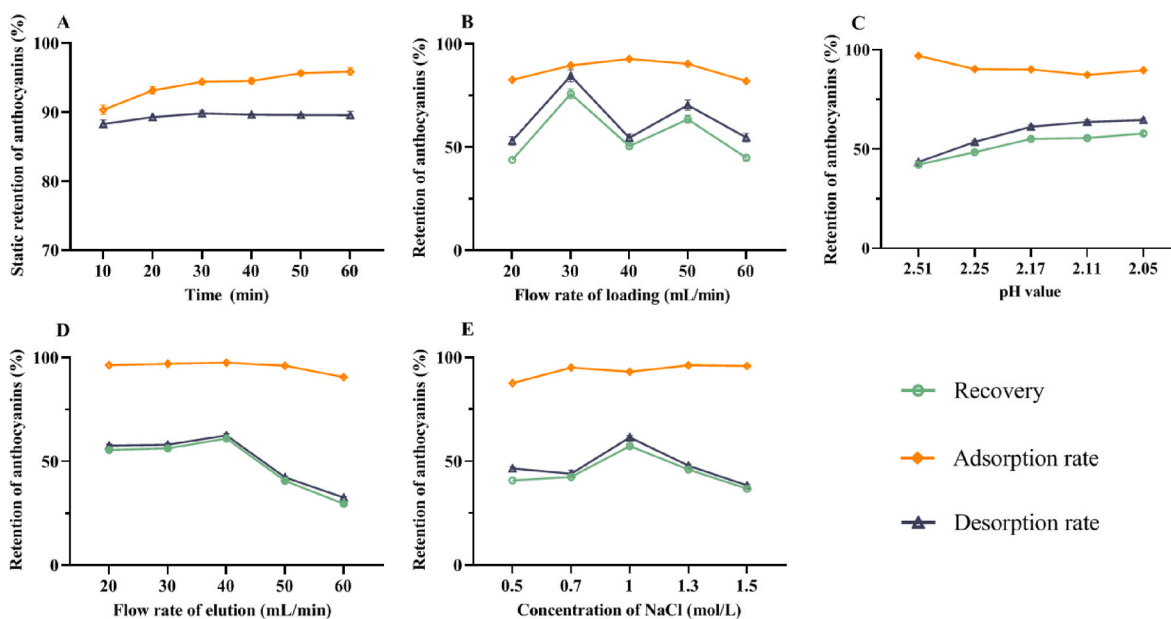 A
Static retention of anthocyanins (%)
100
90
80
70
10 20 30 40 50 60
Time (min)
B
Retention of anthocyanins (%)
100
50
0
20 30 40 50 60
Flow rate of loading (mL/min)
C
Retention of anthocyanins (%)
100
50
0
2.51 2.25 2.17 2.11 2.05
pH value
D
Retention of anthocyanins (%)
100
50
0
20 30 40 50 60
Flow rate of elution (mL/min)
E
Retention of anthocyanins (%)
100
50
0
0.5 0.7 1 1.3 1.5
Concentration of NaCl (mol/L)
Recovery
Adsorption rate
Desorption rate